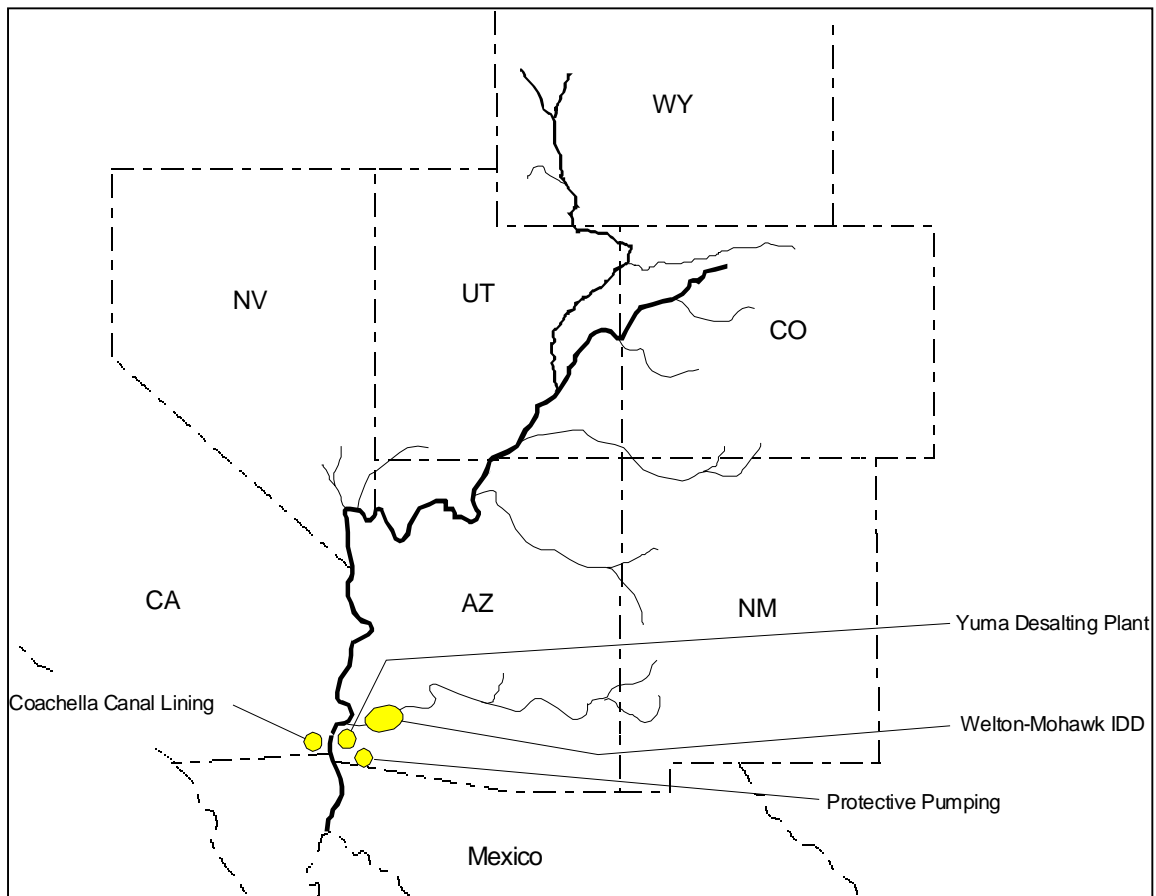 WY
NV
UT
CO
CA
AZ
NM
Yuma Desalting Plant
Coachella Canal Lining
Welton-Mohawk IDD
Protective Pumping
Mexico